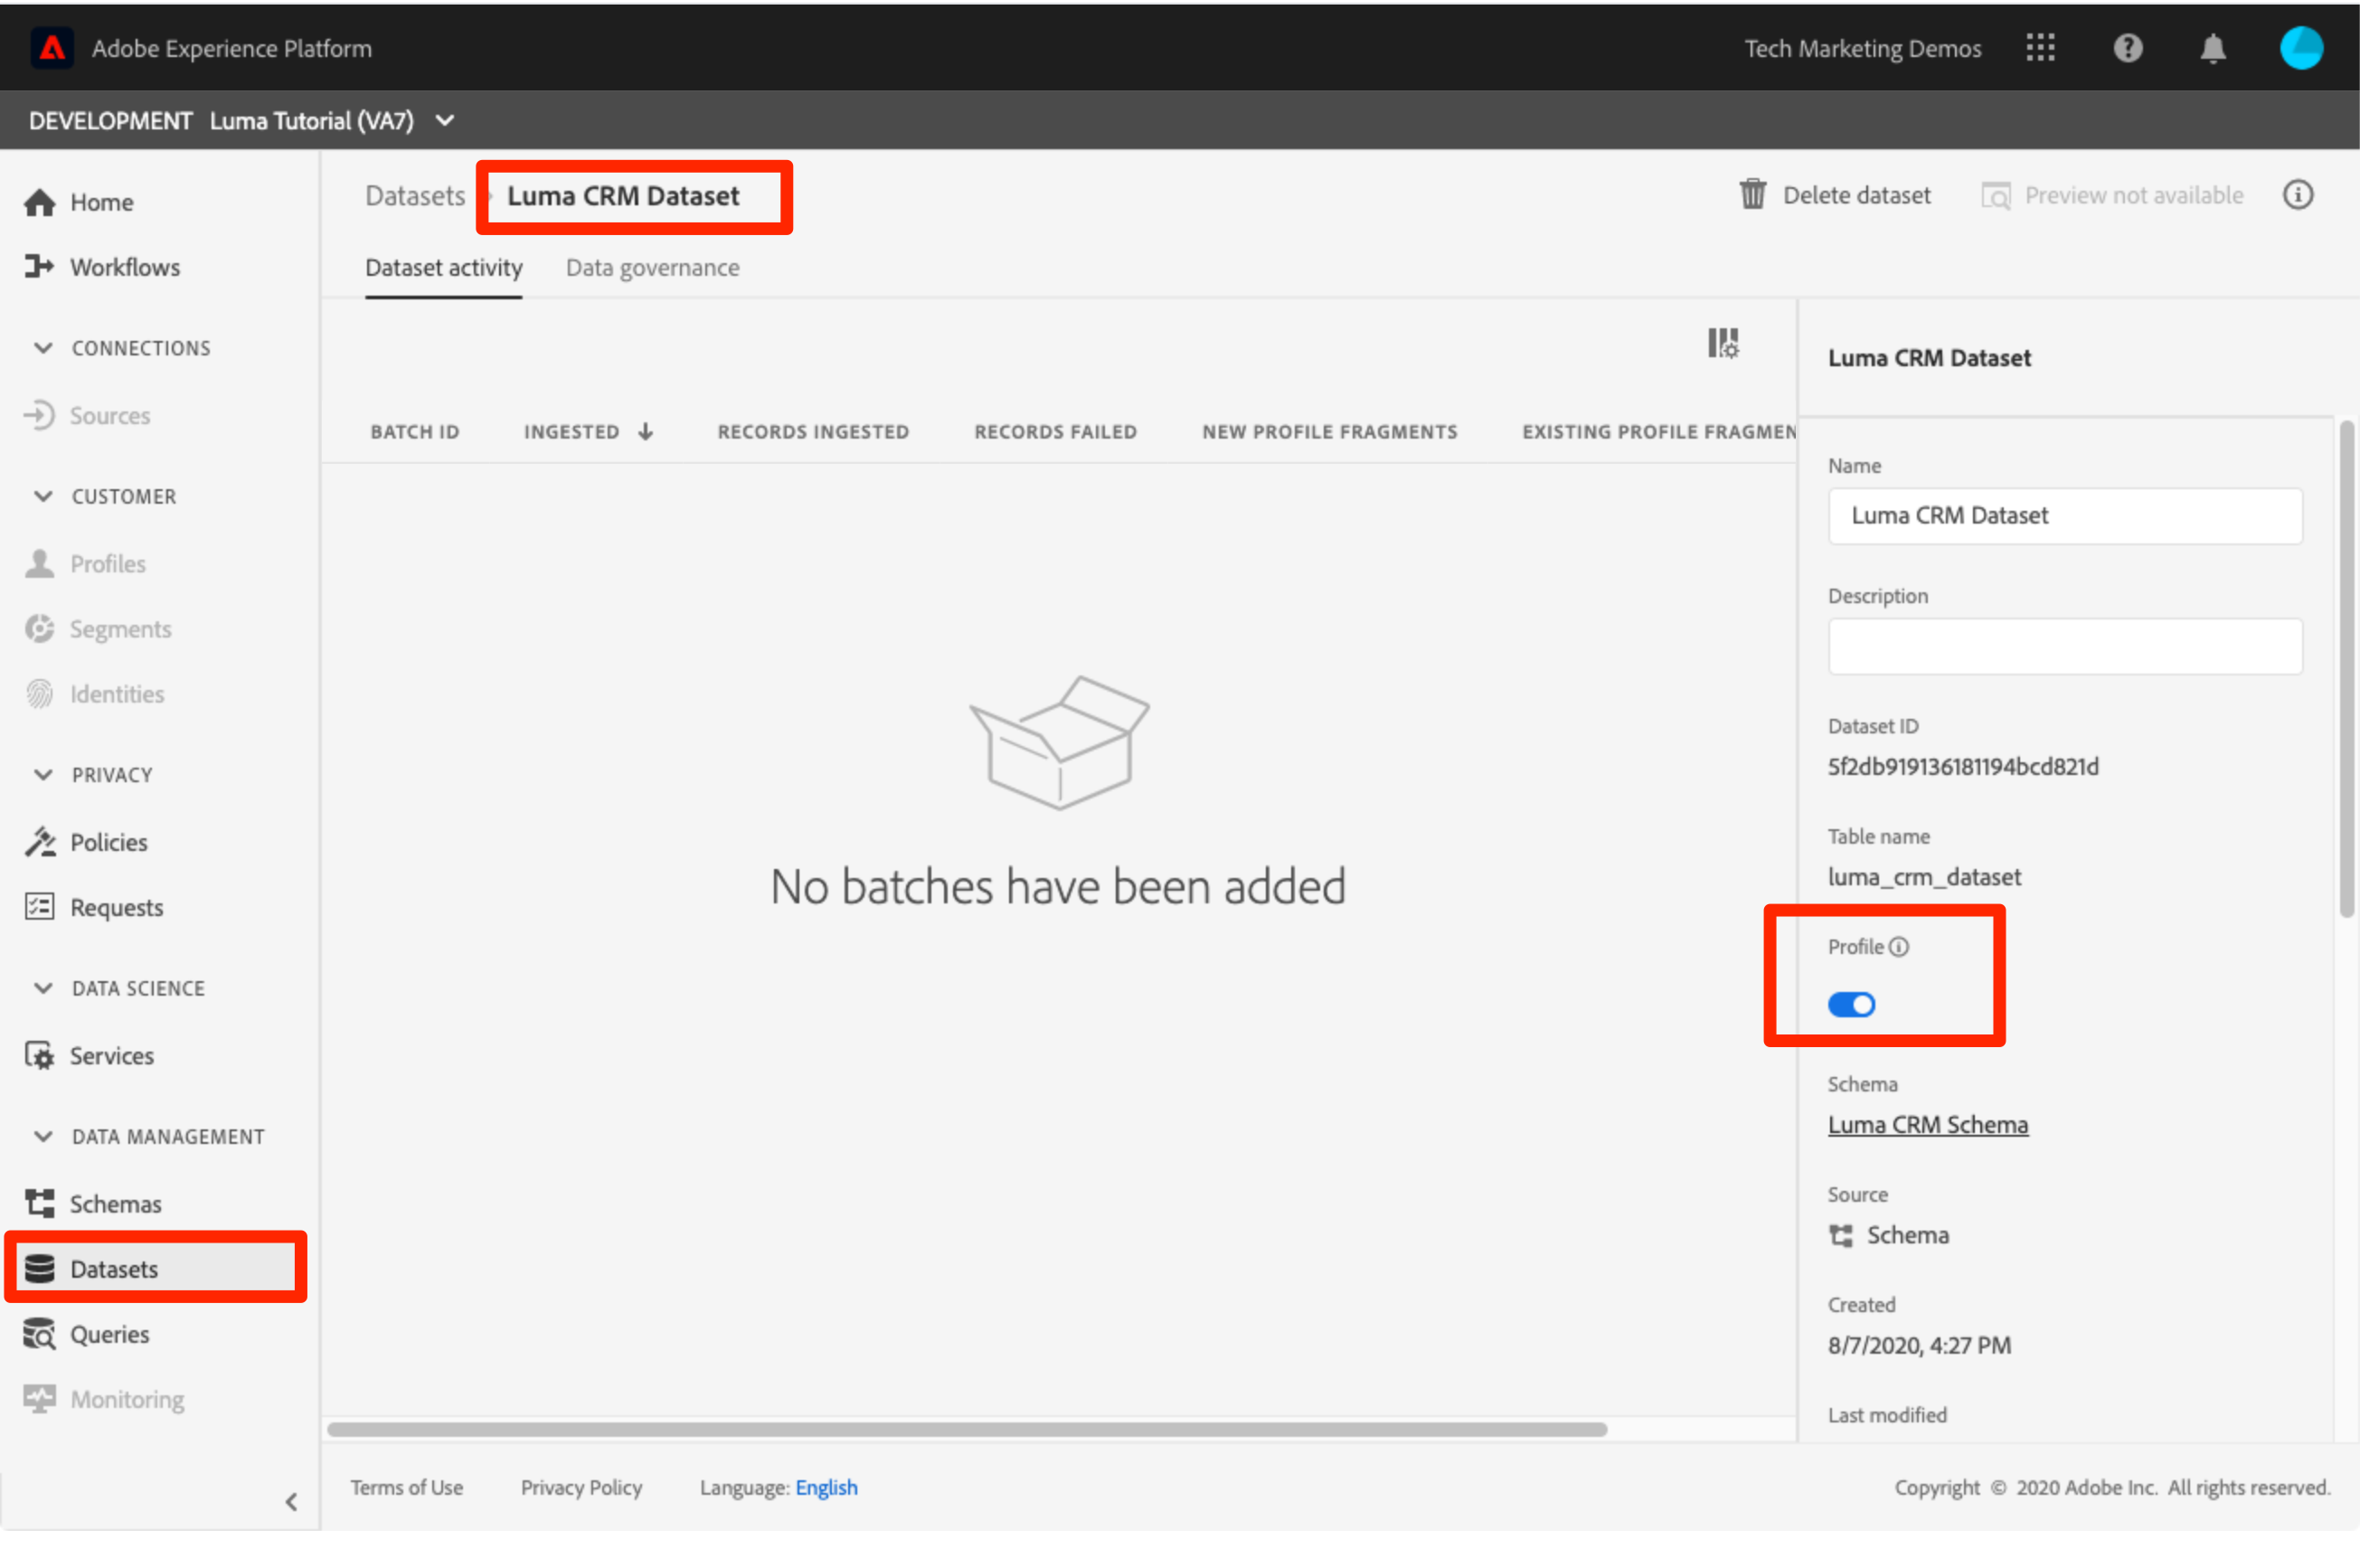 Adobe Experience Platform
Tech Marketing Demos
DEVELOPMENT Luma Tutorial (VA7)
Home
Workflows
CONNECTIONS
Sources
CUSTOMER
Profiles
Segments
Identities
PRIVACY
Policies
Requests
DATA SCIENCE
Services
DATA MANAGEMENT
Schemas
Datasets
Queries
Monitoring
Datasets Luma CRM Dataset
Delete dataset
Preview not available
Dataset activity Data governance
BATCH ID INGESTED RECORDS INGESTED RECORDS FAILED NEW PROFILE FRAGMENTS EXISTING PROFILE FRAGMEN
No batches have been added
Luma CRM Dataset
Name
Luma CRM Dataset
Description
Dataset ID
5f2db919136181194bcd821d
Table name
luma_crm_dataset
Profile
Schema
Luma CRM Schema
Source
Schema
Created
8/7/2020, 4:27 PM
Last modified
Terms of Use Privacy Policy Language: English
Copyright © 2020 Adobe Inc. All rights reserved.